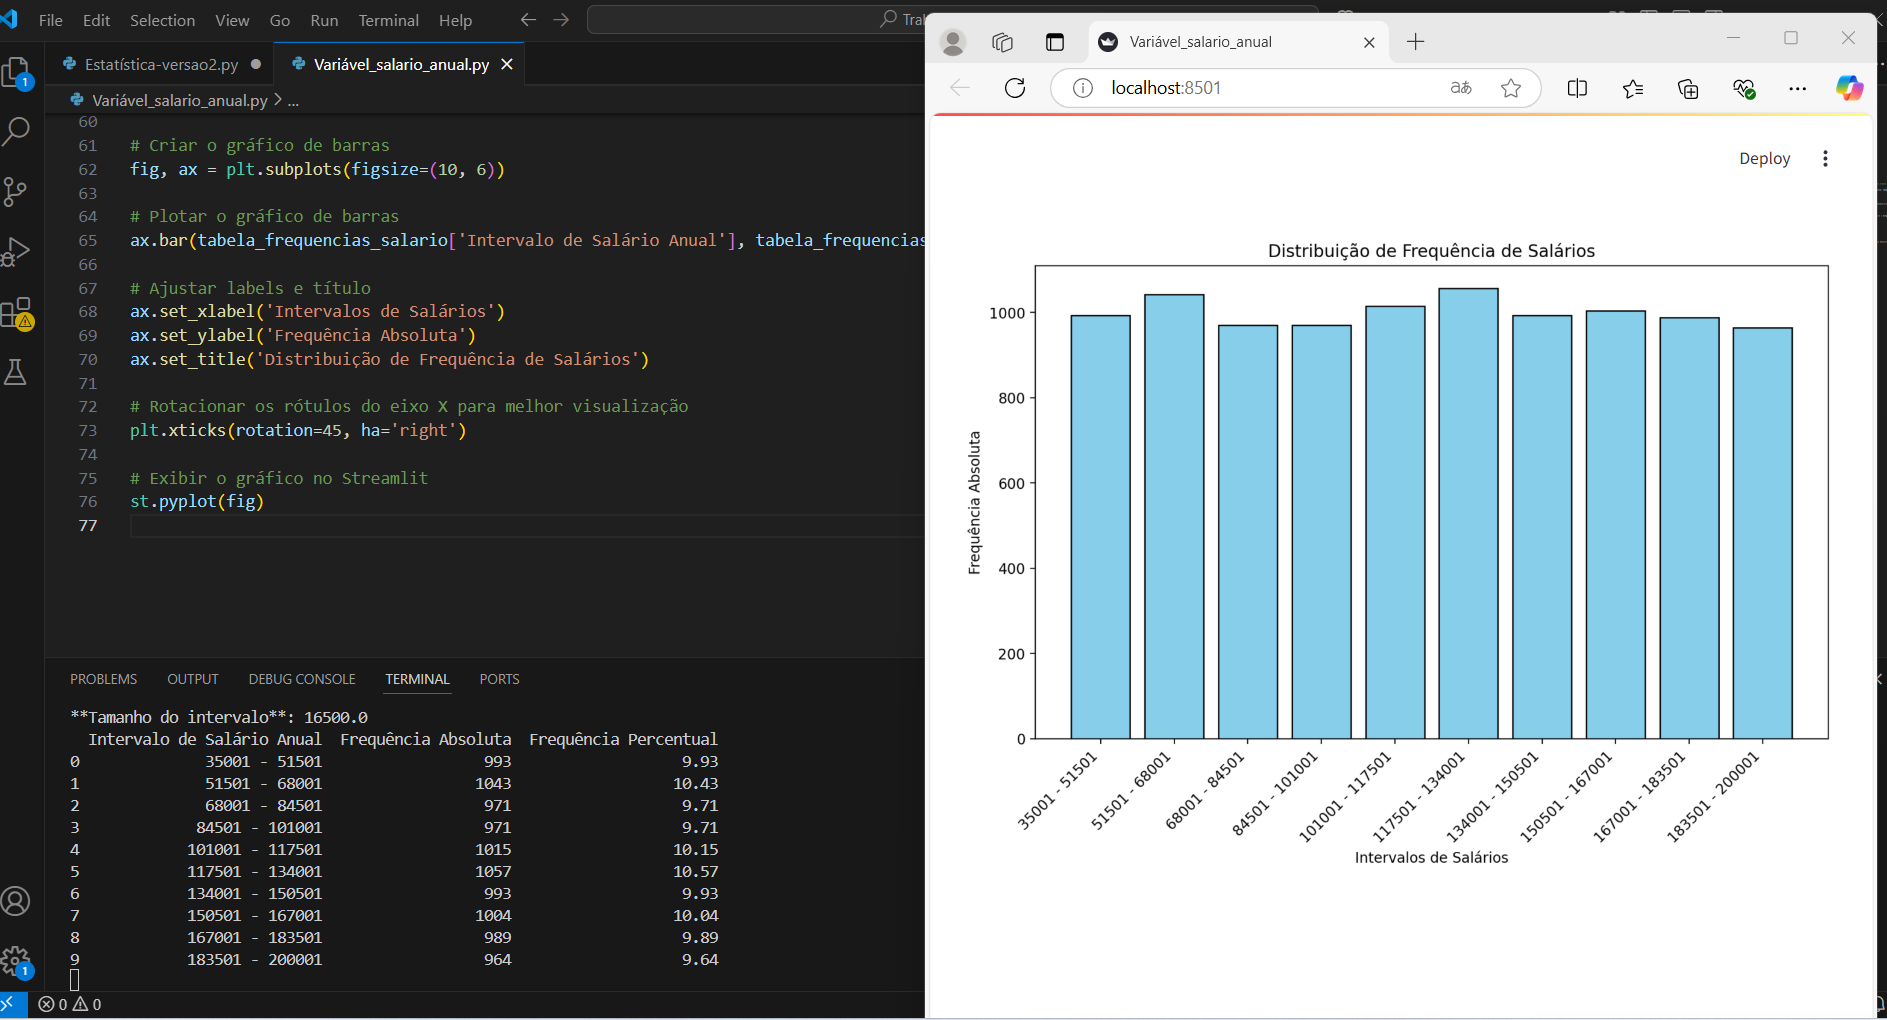 File Edit Selection View Go Run Terminal Help
Estatística-versao2.py
Variável_salario_anual.py
Variável_salario_anual.py > ...
60
61 # Criar o gráfico de barras
62 fig, ax = plt.subplots(figsize=(10, 6))
63
64 # Plotar o gráfico de barras
65 ax.bar(tabela_frequencias_salario['Intervalo de Salário Anual'], tabela_frequencias
66
67 # Ajustar labels e título
68 ax.set_xlabel('Intervalos de Salários')
69 ax.set_ylabel('Frequência Absoluta')
70 ax.set_title('Distribuição de Frequência de Salários')
71
72 # Rotacionar os rótulos do eixo X para melhor visualização
73 plt.xticks(rotation=45, ha='right')
74
75 # Exibir o gráfico no Streamlit
76 st.pyplot(fig)
77
1
1
PROBLEMS OUTPUT DEBUG CONSOLE TERMINAL PORTS
**Tamanho do intervalo**: 16500.0
Intervalo de Salário Anual Frequência Absoluta Frequência Percentual
0 35001 - 51501 993 9.93
1 51501 - 68001 1043 10.43
2 68001 - 84501 971 9.71
3 84501 - 101001 971 9.71
4 101001 - 117501 1015 10.15
5 117501 - 134001 1057 10.57
6 134001 - 150501 993 9.93
7 150501 - 167001 1004 10.04
8 167001 - 183501 989 9.89
9 183501 - 200001 964 9.64
0 0
Variável_salario_anual
localhost:8501
aあ
Deploy
Distribuição de Frequência de Salários
Frequência Absoluta
1000
800
600
400
200
0
35001 - 51501
51501 - 68001
68001 - 84501
84501 - 101001
101001 - 117501
117501 - 134001
134001 - 150501
150501 - 167001
167001 - 183501
183501 - 200001
Intervalos de Salários